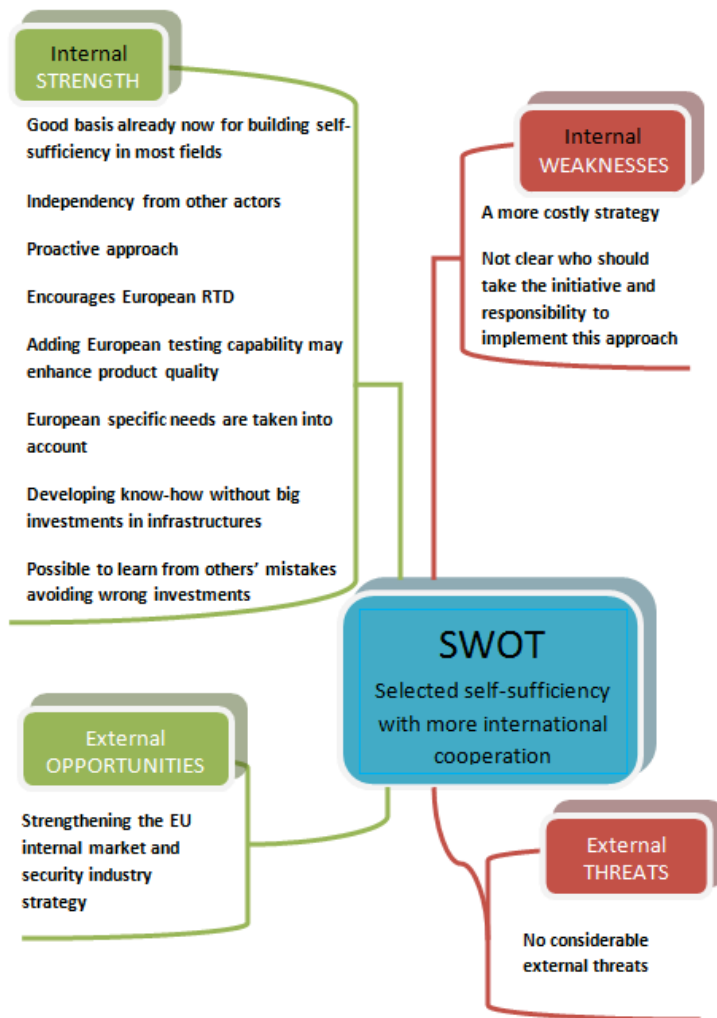 Internal
STRENGTH
Good basis already now for building self-
sufficiency in most fields
Independency from other actors
Proactive approach
Encourages European RTD
Adding European testing capability may
enhance product quality
European specific needs are taken into
account
Developing know-how without big
investments in infrastructures
Possible to learn from others’ mistakes
avoiding wrong investments
Internal
WEAKNESSES
A more costly strategy
Not clear who should
take the initiative and
responsibility to
implement this approach
SWOT
Selected self-sufficiency
with more international
cooperation
External
OPPORTUNITIES
Strengthening the EU
internal market and
security industry
strategy
External
THREATS
No considerable
external threats